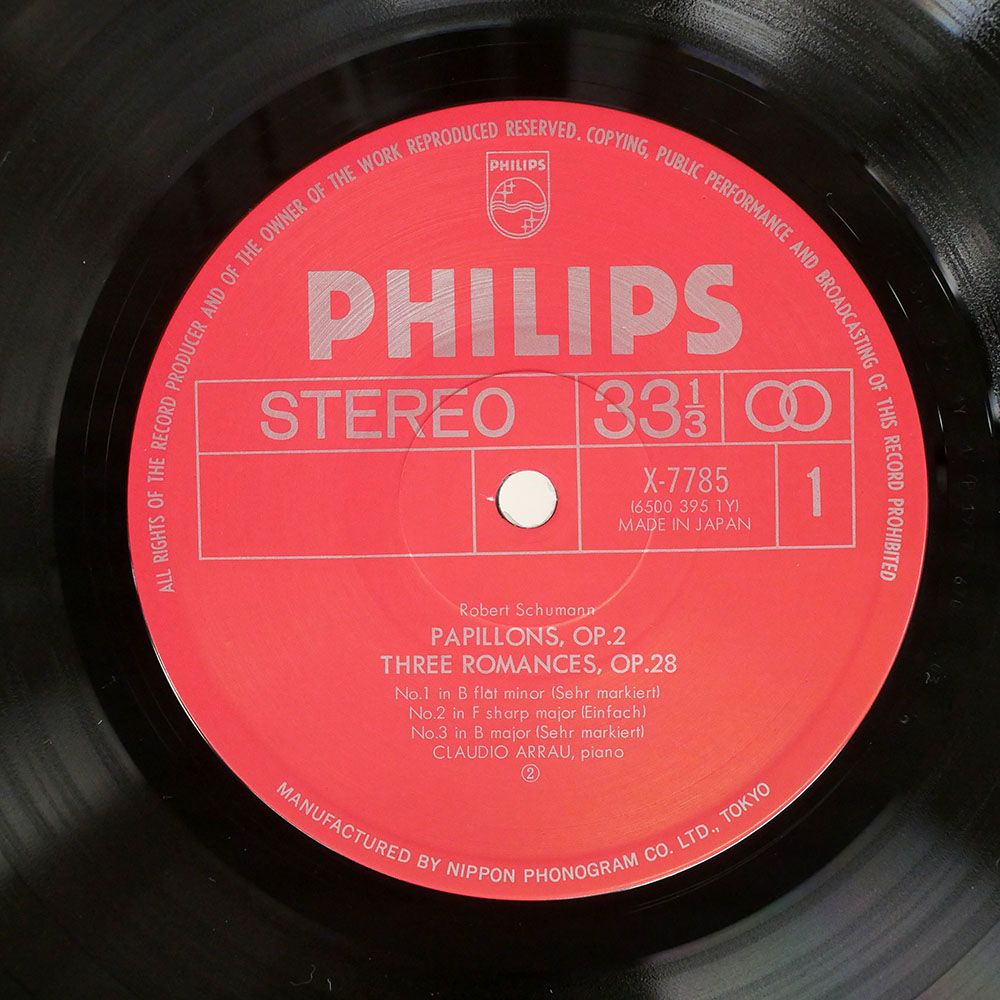 ALL RIGHTS OF THE RECORD PRODUCER AND OF THE OWNER OF THE WORK REPRODUCED RESERVED. COPYING, PUBLIC PERFORMANCE AND BROADCASTING OF THIS RECORD PROHIBITED
PHILIPS
PHILIPS
STEREO 33 1/3
X-7785
(6500 395 1Y)
MADE IN JAPAN
1
Robert Schumann
PAPILLONS, OP.2
THREE ROMANCES, OP.28
No.1 in B flat minor (Sehr markiert)
No.2 in F sharp major (Einfach)
No.3 in B major (Sehr markiert)
CLAUDIO ARRAU, piano
②
MANUFACTURED BY NIPPON PHONOGRAM CO. LTD., TOKYO